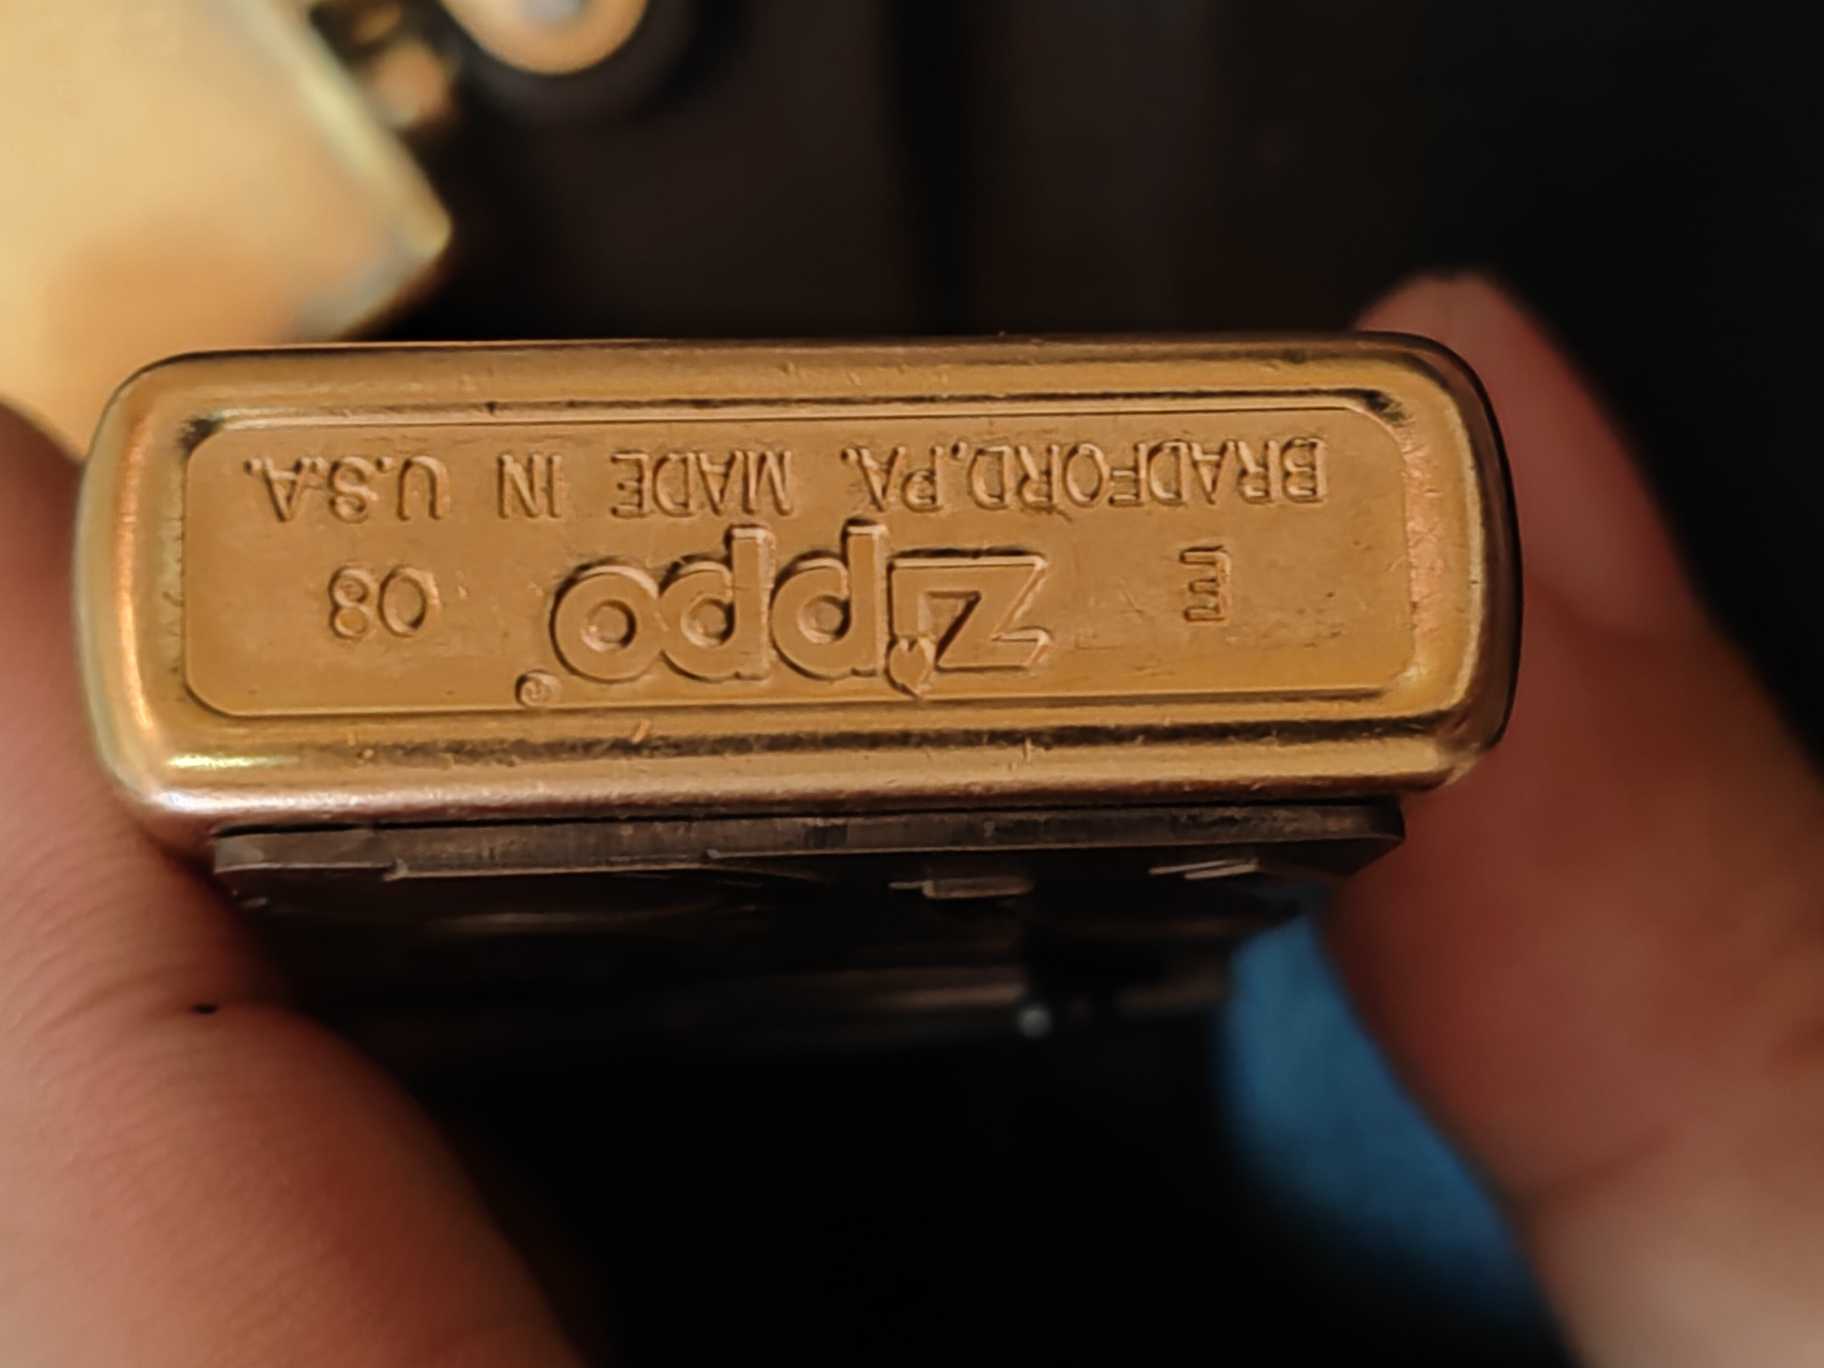 E zippo® 08
BRADFORD,PA. MADE IN U.S.A.